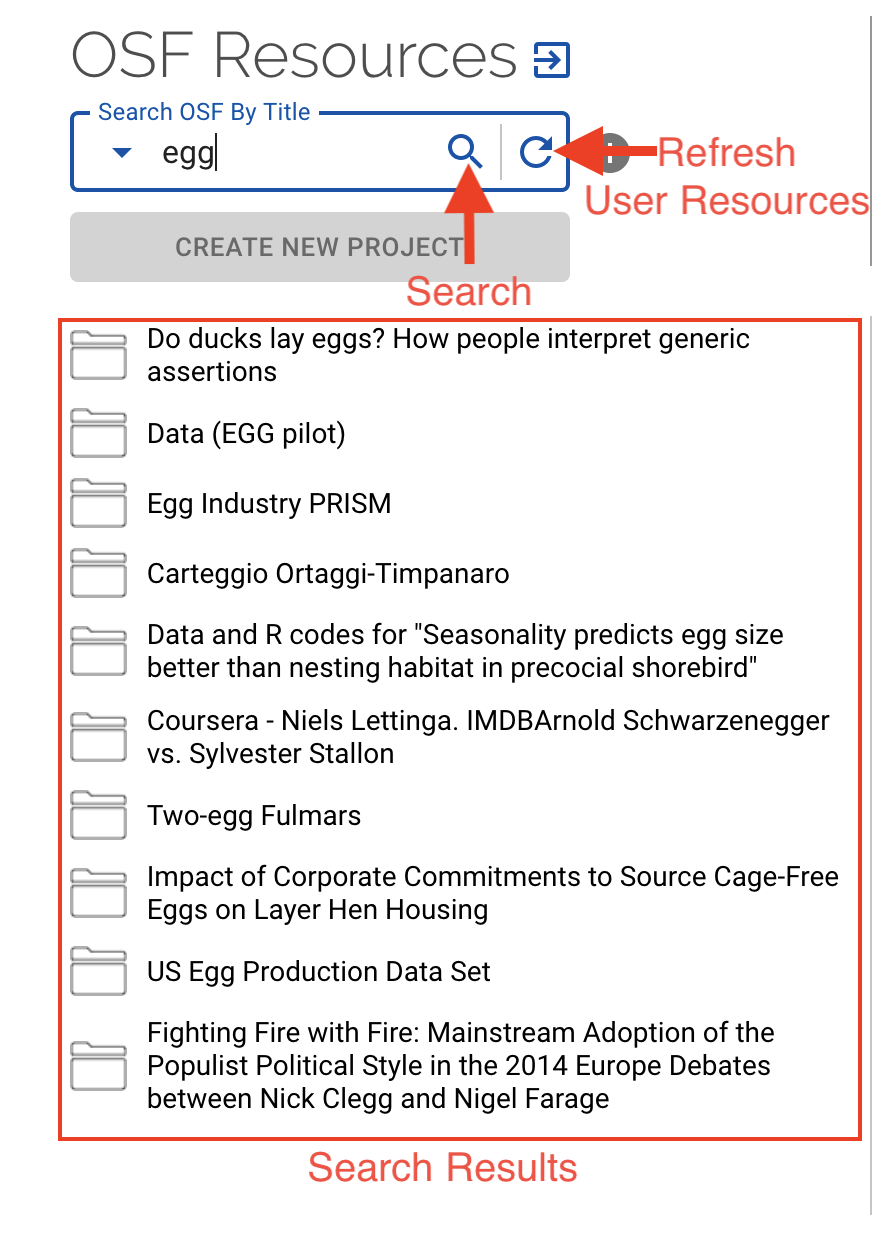 OSF Resources
Search OSF By Title
egg
Refresh
User Resources
CREATE NEW PROJECT
Search
Do ducks lay eggs? How people interpret generic
assertions
Data (EGG pilot)
Egg Industry PRISM
Carteggio Ortaggi-Timpanaro
Data and R codes for "Seasonality predicts egg size
better than nesting habitat in precocial shorebird"
Coursera - Niels Lettinga. IMDBArnold Schwarzenegger
vs. Sylvester Stallon
Two-egg Fulmars
Impact of Corporate Commitments to Source Cage-Free
Eggs on Layer Hen Housing
US Egg Production Data Set
Fighting Fire with Fire: Mainstream Adoption of the
Populist Political Style in the 2014 Europe Debates
between Nick Clegg and Nigel Farage
Search Results